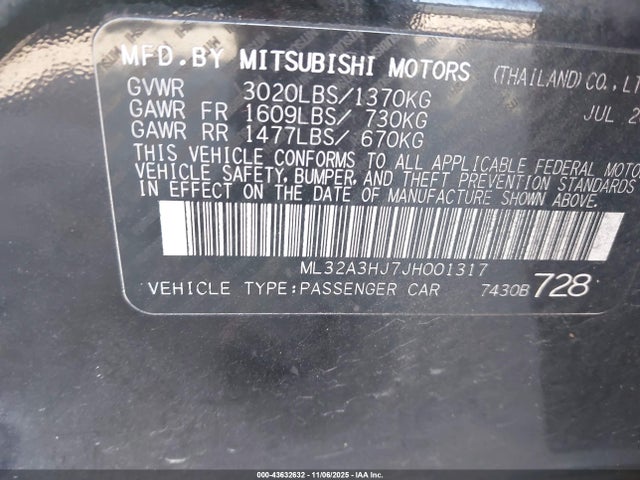 MFD.BY MITSUBISHI MOTORS (THAILAND) CO., LT
GVWR 3020LBS/1370KG JUL 2
GAWR FR 1609LBS/ 730KG
GAWR RR 1477LBS/ 670KG
THIS VEHICLE CONFORMS TO ALL APPLICABLE FEDERAL MOTO
VEHICLE SAFETY, BUMPER, AND THEFT PREVENTION STANDARDS
IN EFFECT ON THE DATE OF MANUFACTURE SHOWN ABOVE.
ML32A3HJ7JH001317
VEHICLE TYPE:PASSENGER CAR 7430B 728
000-43632632 - 11/06/2025 - IAA Corp.